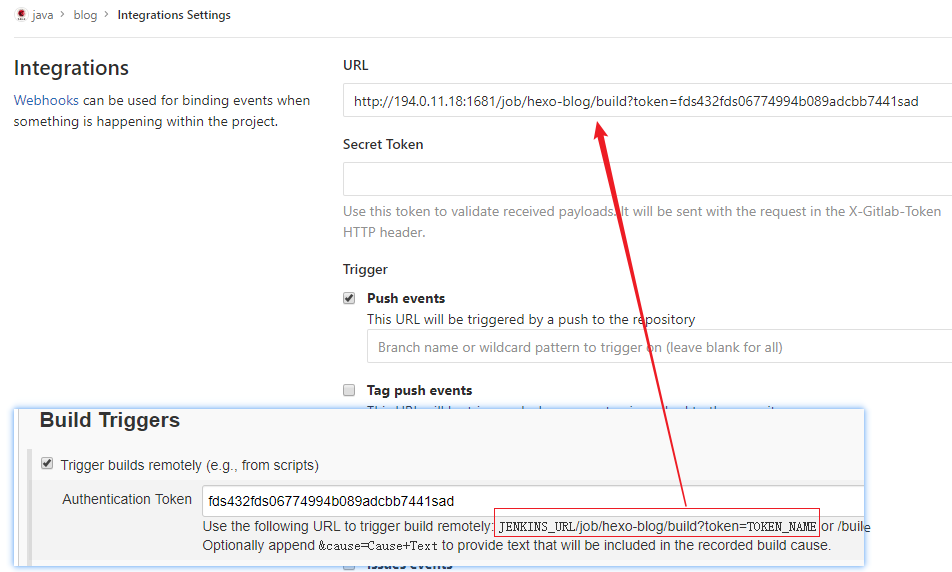 java > blog > Integrations Settings
Integrations
Webhooks can be used for binding events when
something is happening within the project.
URL
http://194.0.11.18:1681/job/hexo-blog/build?token=fds432fds06774994b089adcbb7441sad
Secret Token
Use this token to validate received payloads. It will be sent with the request in the X-Gitlab-Token
HTTP header.
Trigger
Push events
This URL will be triggered by a push to the repository
Branch name or wildcard pattern to trigger on (leave blank for all)
Tag push events
Build Triggers
Trigger builds remotely (e.g., from scripts)
Authentication Token
fds432fds06774994b089adcbb7441sad
Use the following URL to trigger build remotely: JENKINS_URL/job/hexo-blog/build?token=TOKEN_NAME or /buile
Optionally append &cause=Cause+Text to provide text that will be included in the recorded build cause.
Issues events